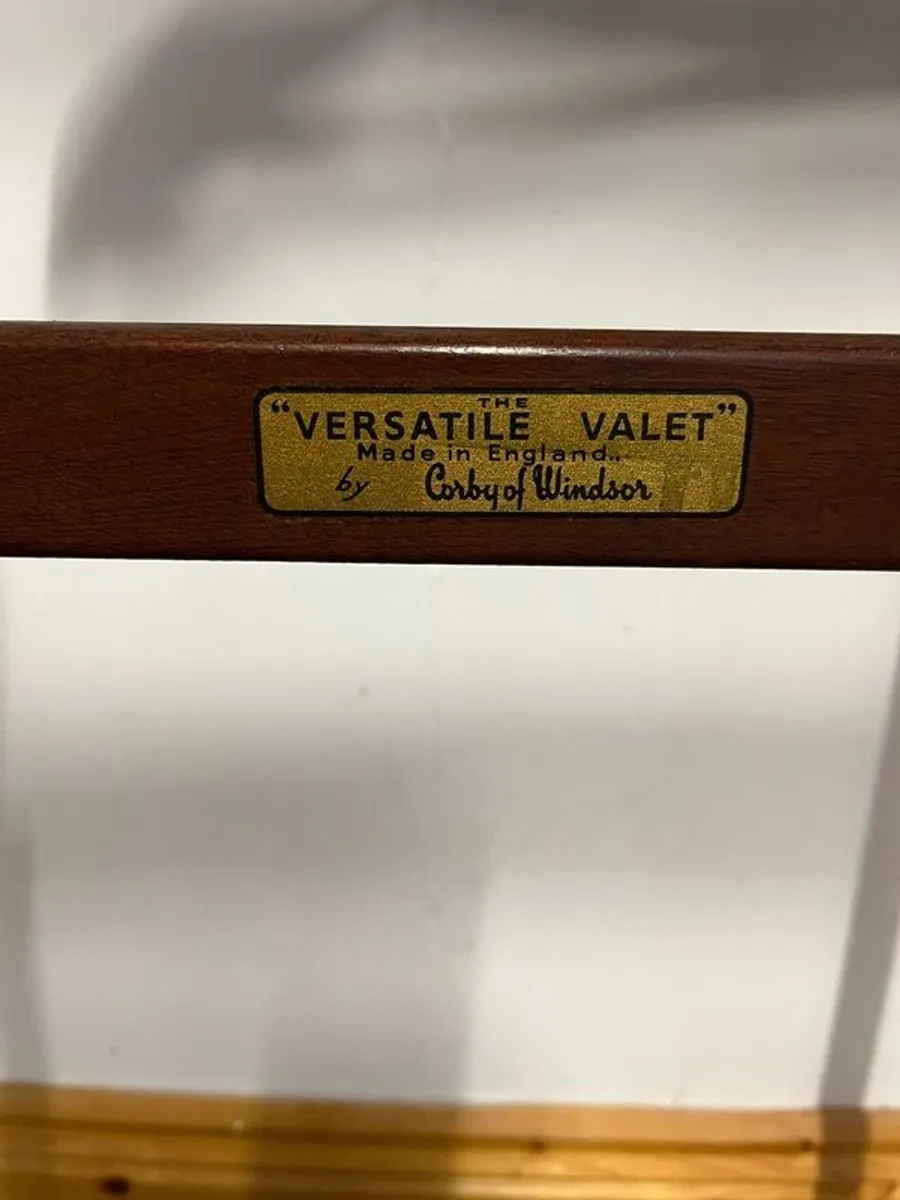 THE
“VERSATILE VALET”
Made in England..
by Corby of Windsor